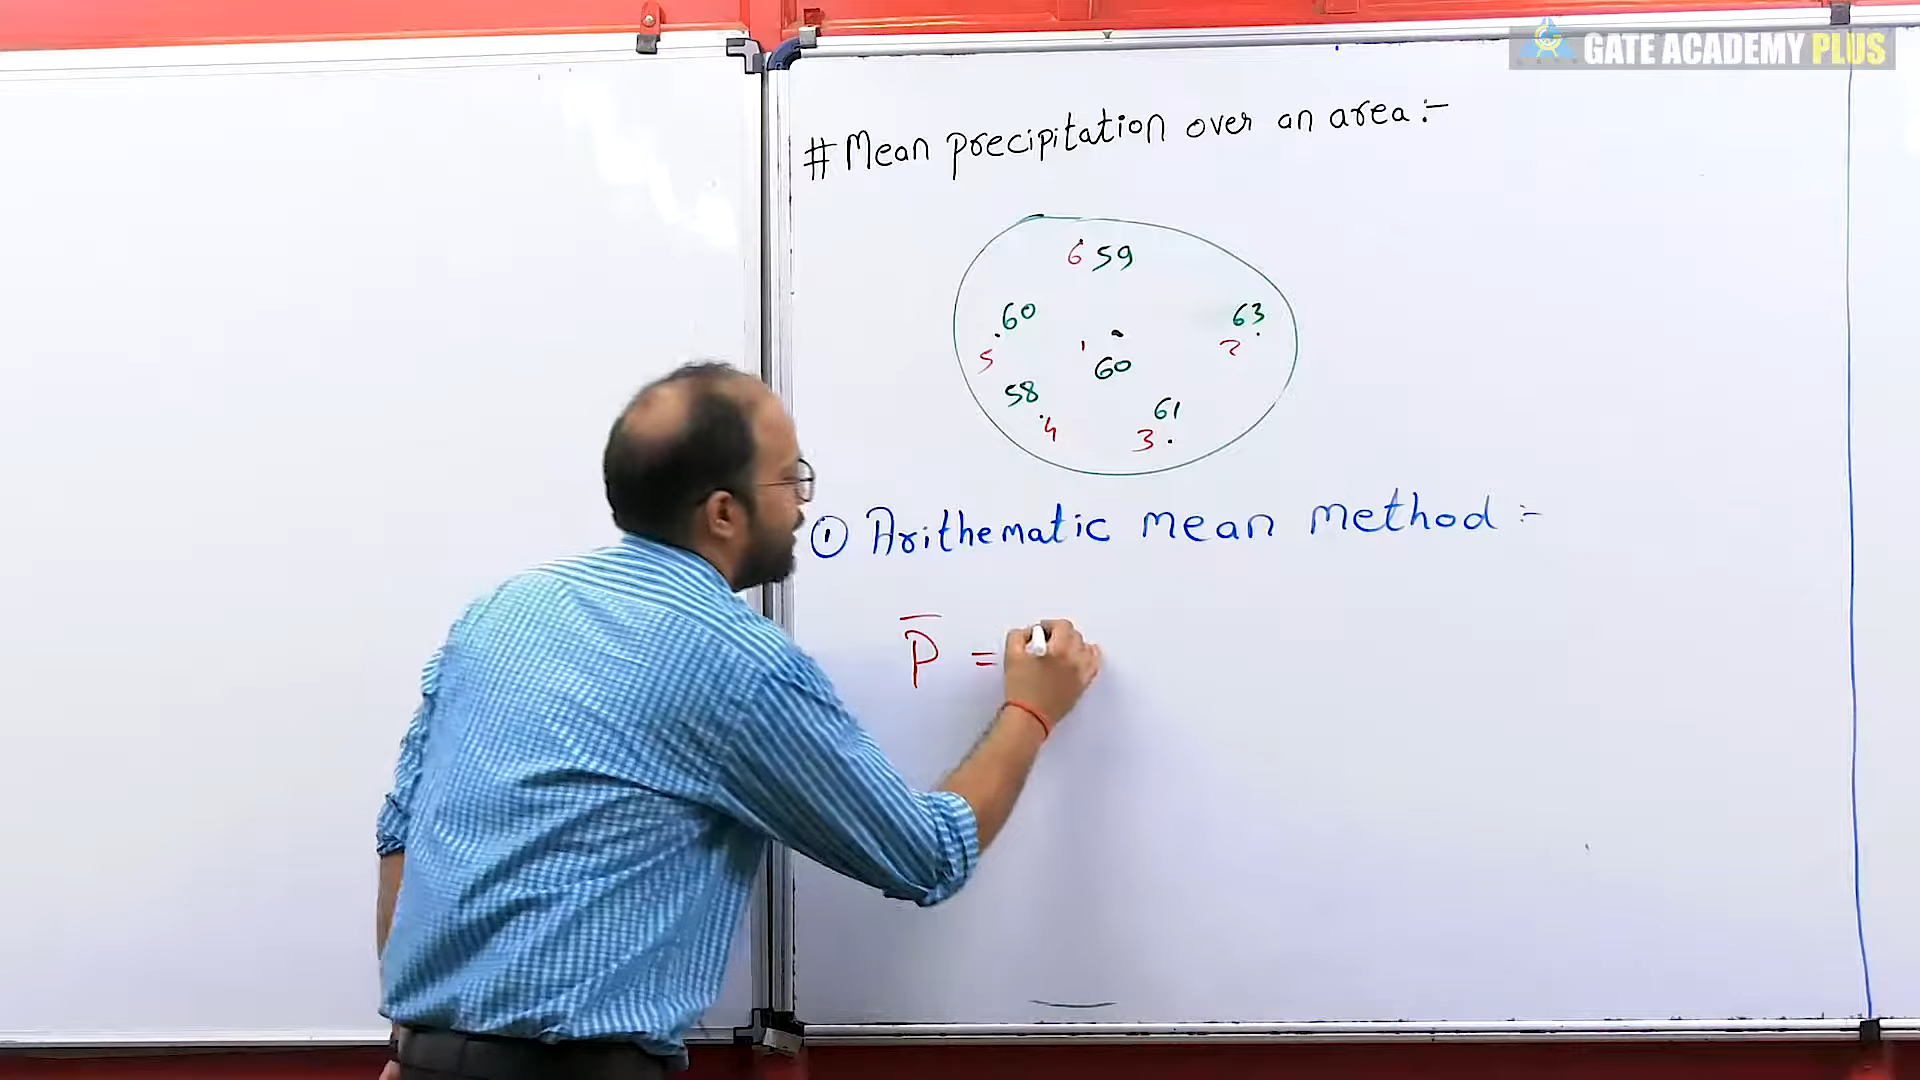 GATE ACADEMY PLUS
# Mean precipitation over an area :-
6 59
60
63
5
1
60
2
58
61
4
3
① Arithematic mean method :-
P̅ =